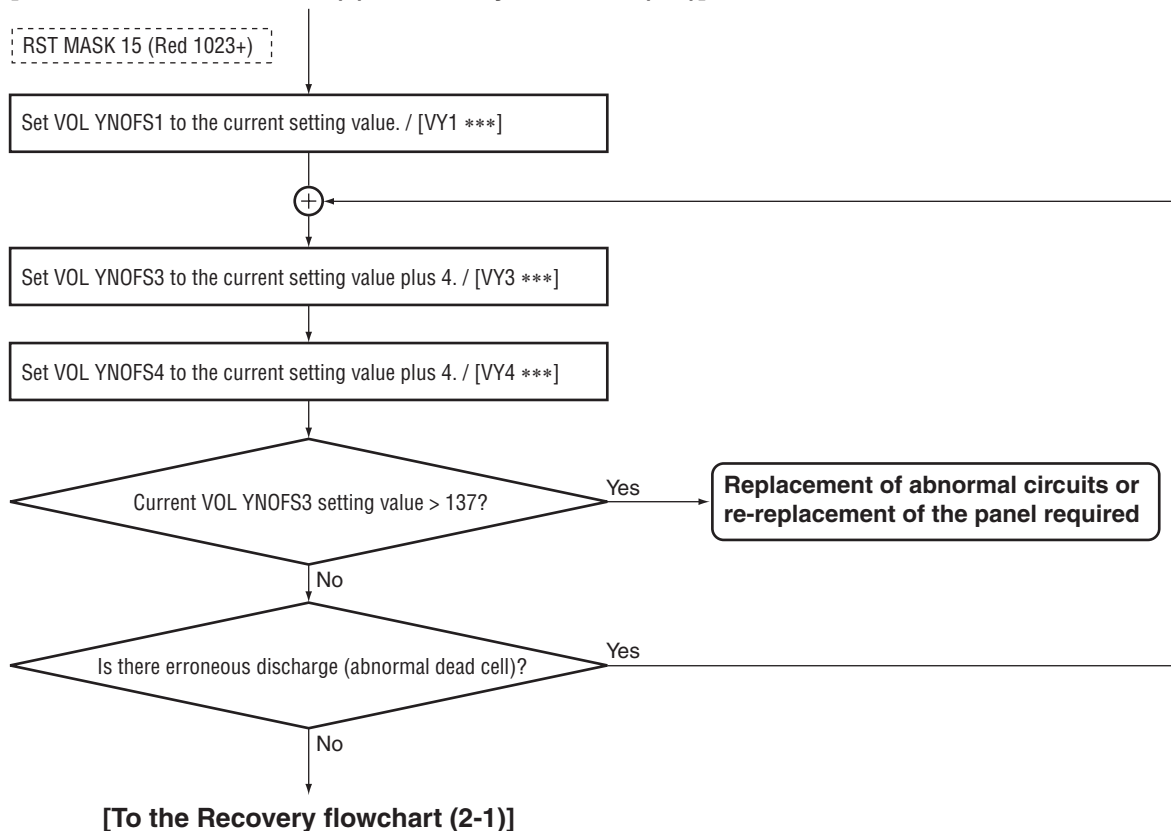 RST MASK 15 (Red 1023+)
Set VOL YNOFS1 to the current setting value. / [VY1 ***]
+
Set VOL YNOFS3 to the current setting value plus 4. / [VY3 ***]
Set VOL YNOFS4 to the current setting value plus 4. / [VY4 ***]
Current VOL YNOFS3 setting value > 137?
Yes
Replacement of abnormal circuits or
re-replacement of the panel required
No
Is there erroneous discharge (abnormal dead cell)?
Yes
No
[To the Recovery flowchart (2-1)]